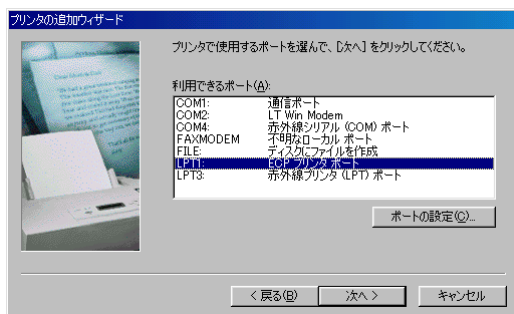 プリンタの追加ウィザード
プリンタで使用するポートを選んで、[次へ] をクリックしてください。
利用できるポート(A):
COM1: 通信ポート
COM2: LT Win Modem
COM4: 赤外線シリアル (COM) ポート
FAXMODEM 不明なローカル ポート
FILE: ディスクにファイルを作成
LPT1: ECP プリンタ ポート
LPT3: 赤外線プリンタ (LPT) ポート
ポートの設定(C)...
< 戻る(B)
次へ >
キャンセル